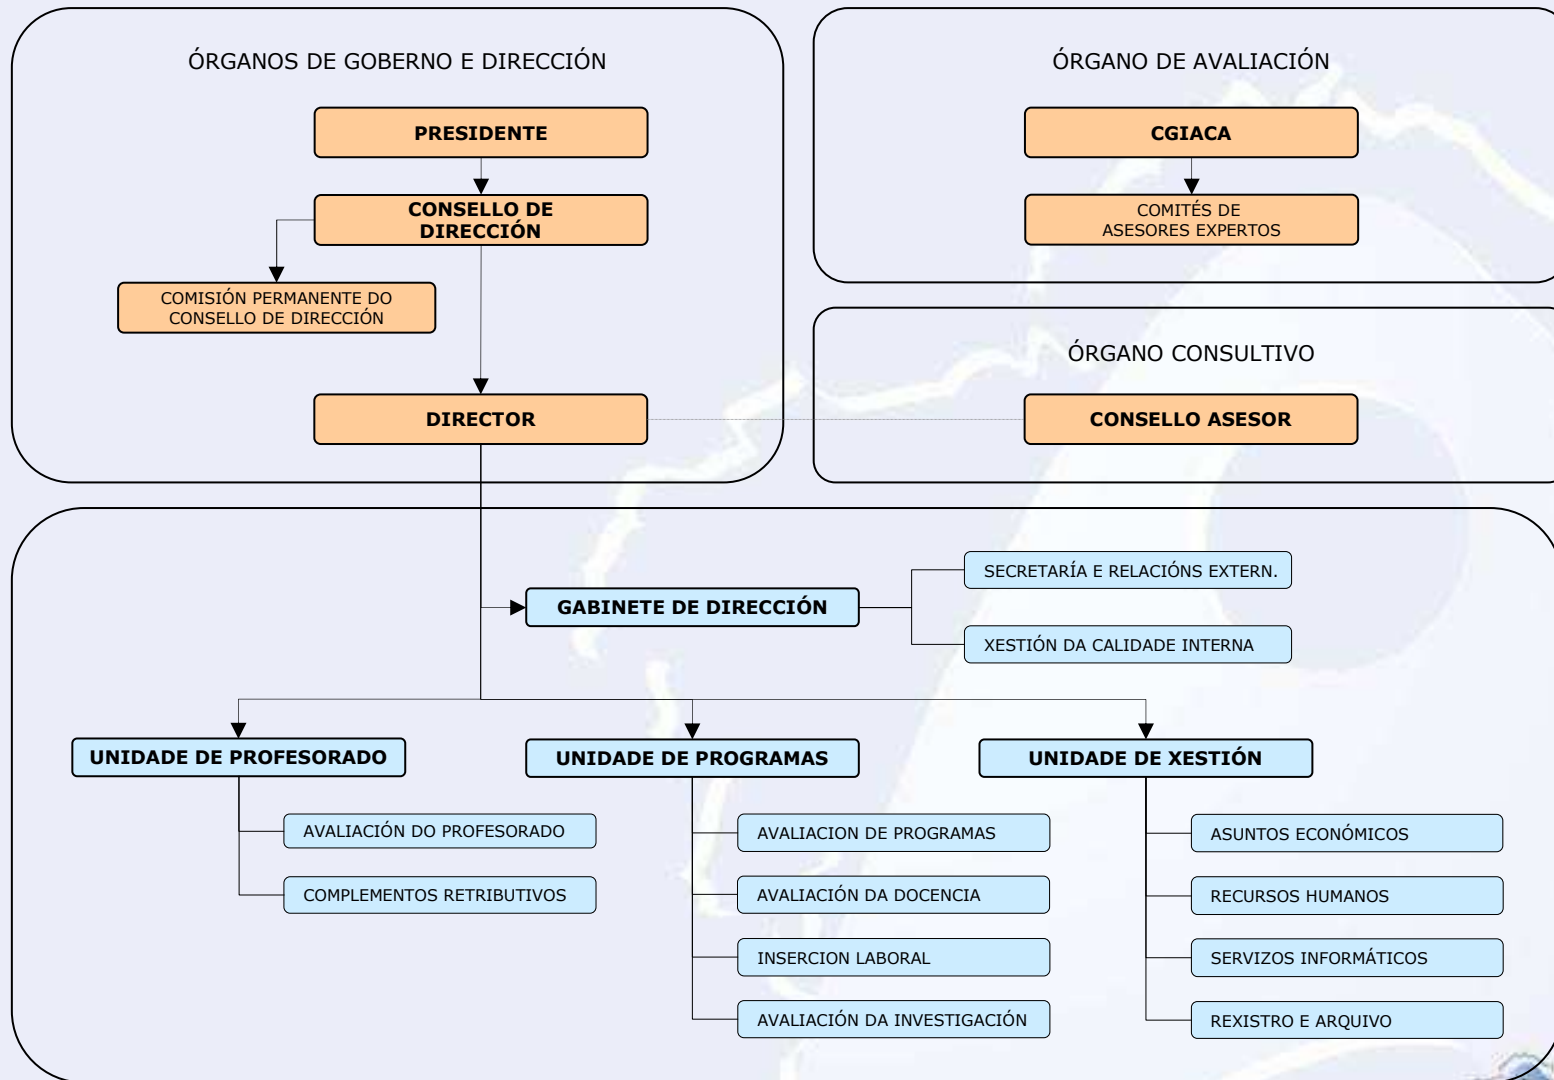 ÓRGANOS DE GOBERNO E DIRECCIÓN
PRESIDENTE
CONSELLO DE
DIRECCIÓN
COMISIÓN PERMANENTE DO
CONSELLO DE DIRECCIÓN
DIRECTOR
ÓRGANO DE AVALIACIÓN
CGIACA
COMITÉS DE
ASESORES EXPERTOS
ÓRGANO CONSULTIVO
CONSELLO ASESOR
GABINETE DE DIRECCIÓN
SECRETARÍA E RELACIÓNS EXTERN.
XESTIÓN DA CALIDADE INTERNA
UNIDADE DE PROFESORADO
AVALIACIÓN DO PROFESORADO
COMPLEMENTOS RETRIBUTIVOS
UNIDADE DE PROGRAMAS
AVALIACION DE PROGRAMAS
AVALIACIÓN DA DOCENCIA
INSERCION LABORAL
AVALIACIÓN DA INVESTIGACIÓN
UNIDADE DE XESTIÓN
ASUNTOS ECONÓMICOS
RECURSOS HUMANOS
SERVIZOS INFORMÁTICOS
REXISTRO E ARQUIVO